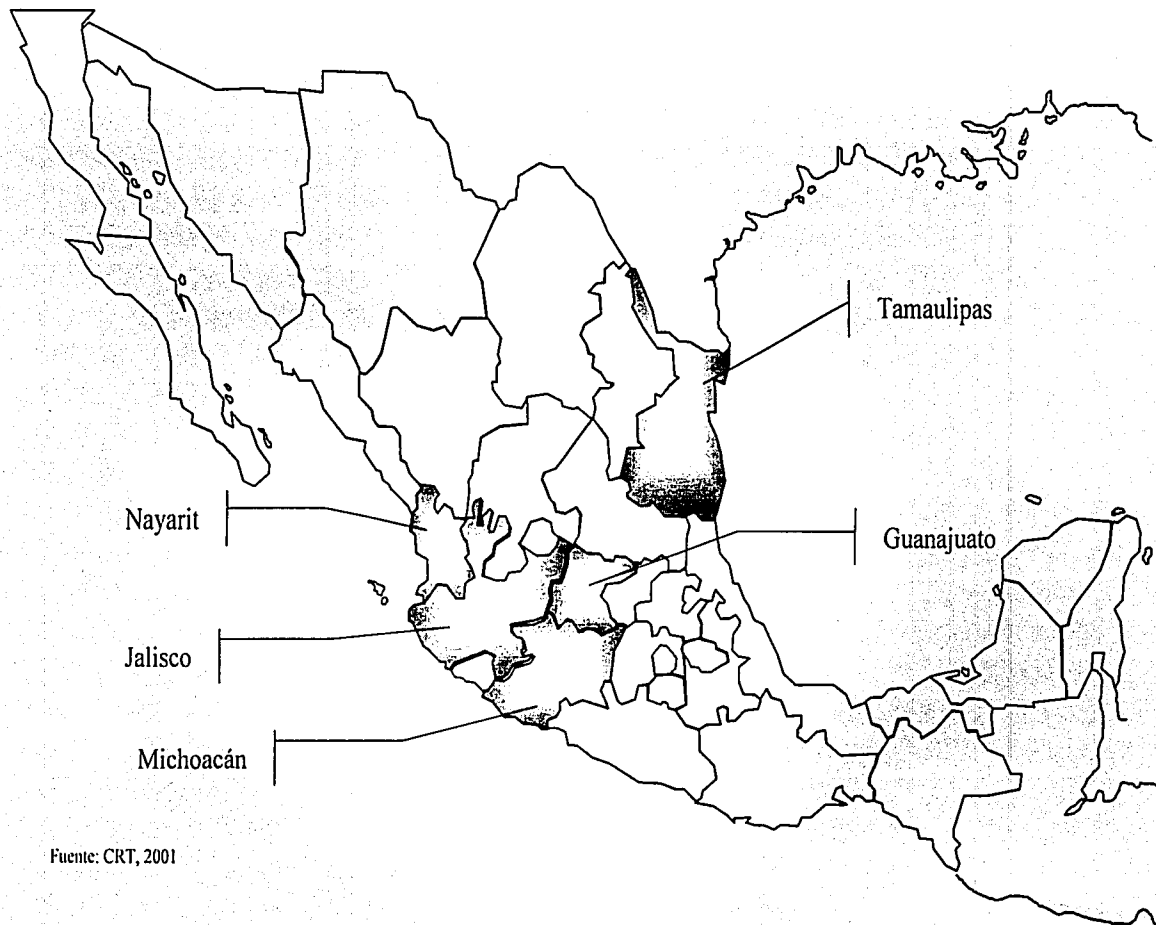 Tamaulipas
Nayarit
Guanajuato
Jalisco
Michoacán
Fuente: CRT, 2001